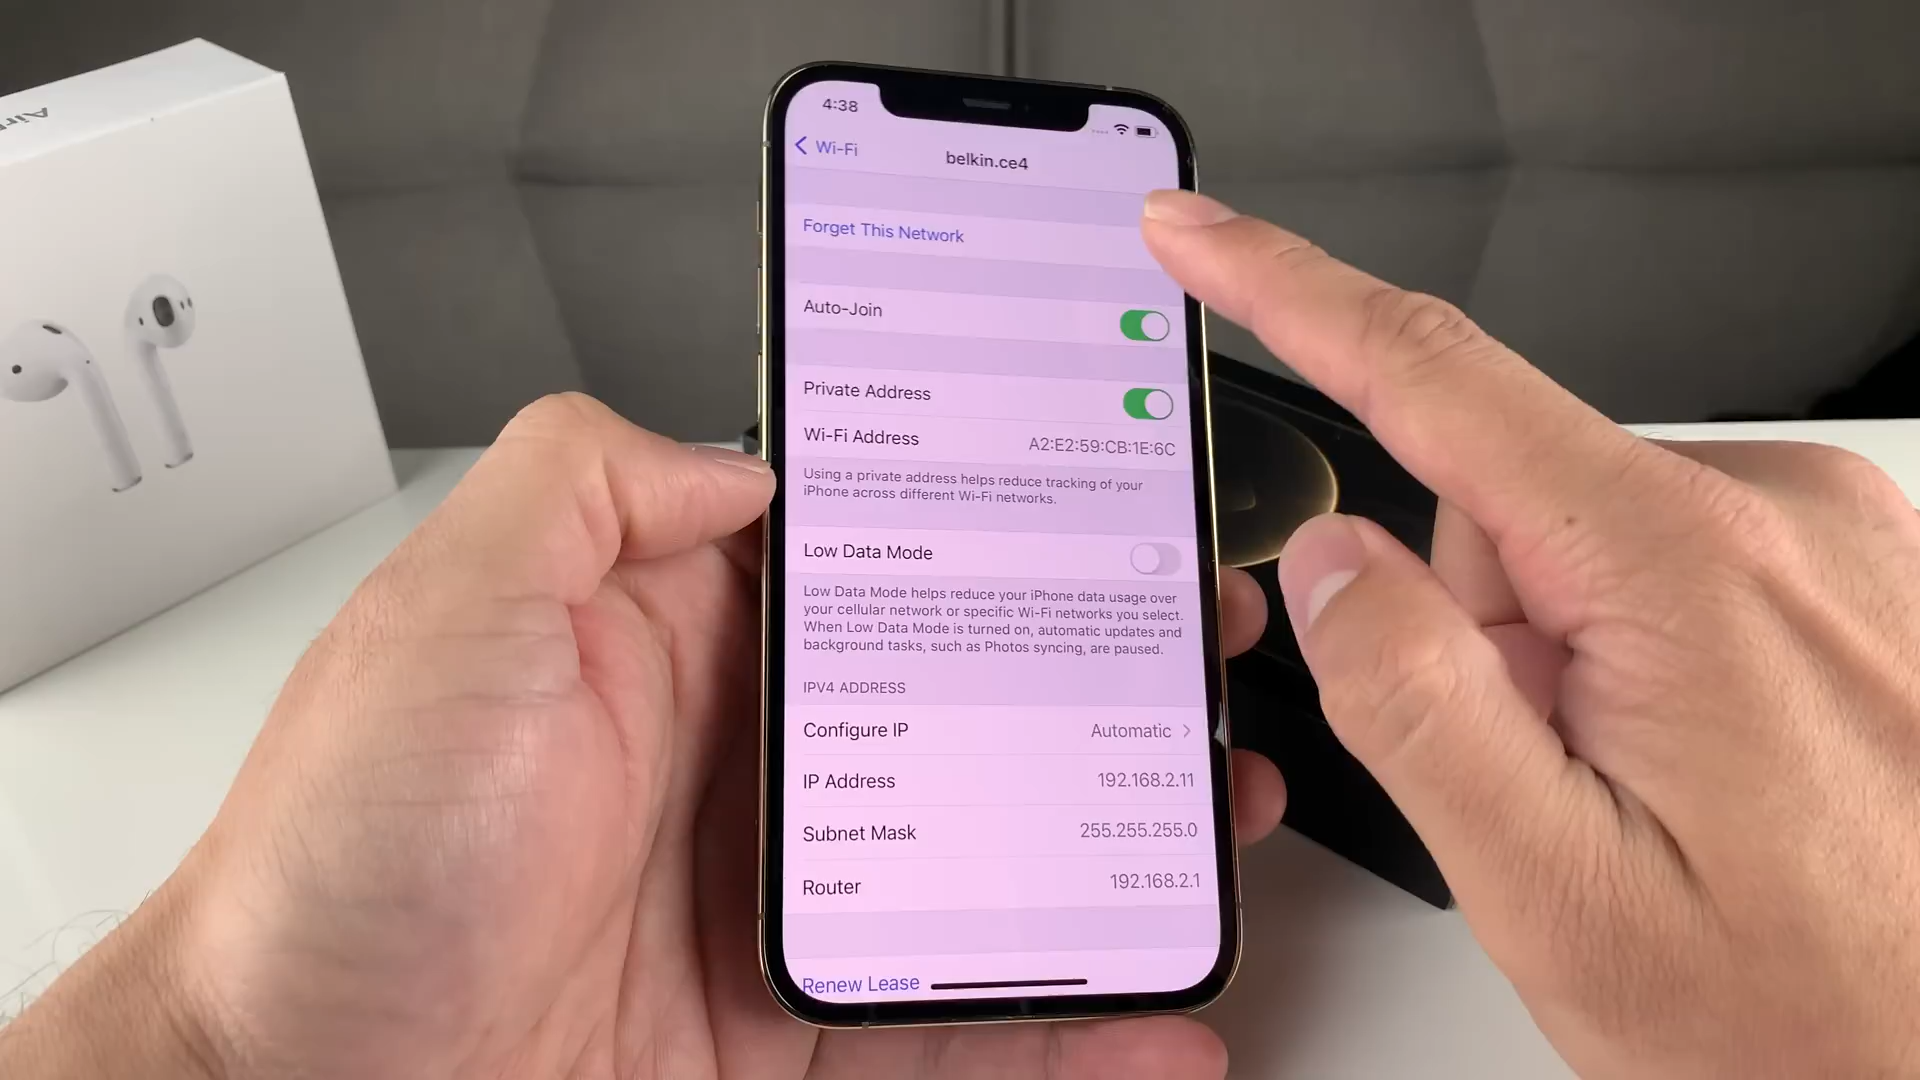 4:38
Wi-Fi
belkin.ce4
Forget This Network
Auto-Join
Private Address
Wi-Fi Address A2:E2:59:CB:1E:6C
Using a private address helps reduce tracking of your
iPhone across different Wi-Fi networks.
Low Data Mode
Low Data Mode helps reduce your iPhone data usage over
your cellular network or specific Wi-Fi networks you select.
When Low Data Mode is turned on, automatic updates and
background tasks, such as Photos syncing, are paused.
IPV4 ADDRESS
Configure IP Automatic
IP Address 192.168.2.11
Subnet Mask 255.255.255.0
Router 192.168.2.1
Renew Lease